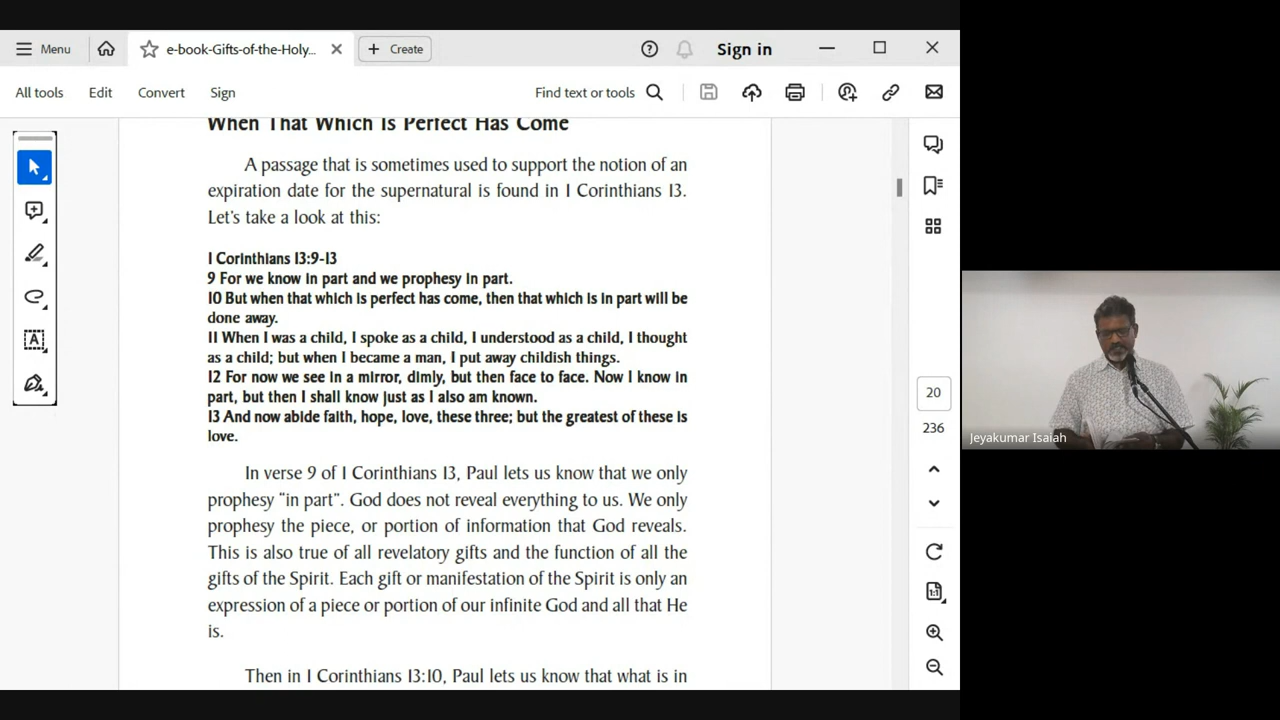 Menu
e-book-Gifts-of-the-Holy...
Create
Sign in
All tools
Edit
Convert
Sign
Find text or tools
When That Which Is Perfect Has Come
A passage that is sometimes used to support the notion of an
expiration date for the supernatural is found in 1 Corinthians 13.
Let's take a look at this:
1 Corinthians 13:9-13
9 For we know in part and we prophesy in part.
10 But when that which is perfect has come, then that which is in part will be
done away.
11 When I was a child, I spoke as a child, I understood as a child, I thought
as a child; but when I became a man, I put away childish things.
12 For now we see in a mirror, dimly, but then face to face. Now I know in
part, but then I shall know just as I also am known.
13 And now abide faith, hope, love, these three; but the greatest of these is
love.
In verse 9 of 1 Corinthians 13, Paul lets us know that we only
prophesy “in part”. God does not reveal everything to us. We only
prophesy the piece, or portion of information that God reveals.
This is also true of all revelatory gifts and the function of all the
gifts of the Spirit. Each gift or manifestation of the Spirit is only an
expression of a piece or portion of our infinite God and all that He
is.
Then in 1 Corinthians 13:10, Paul lets us know that what is in
20
236
1:1
Jeyakumar Isaiah